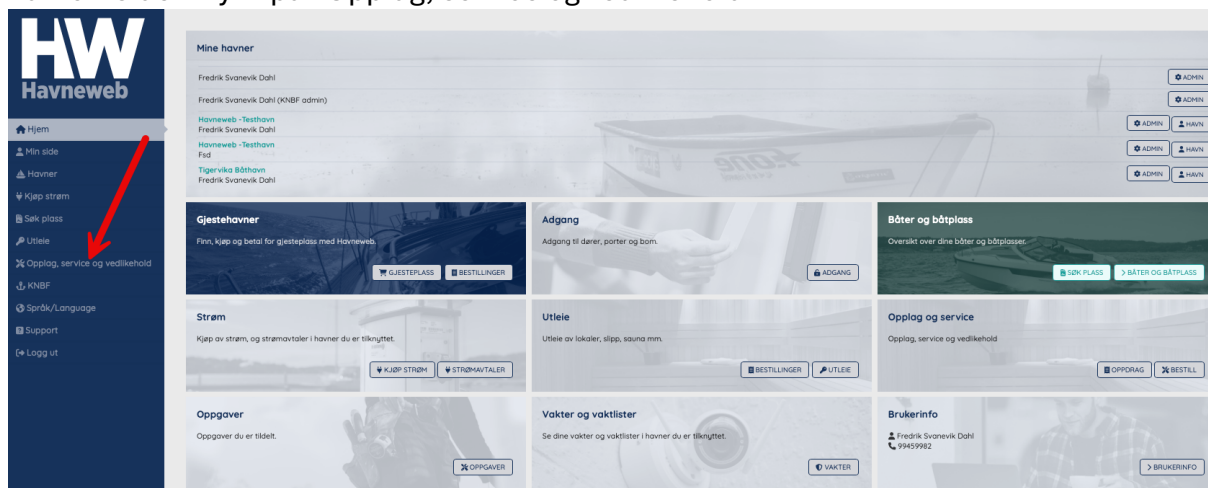 HW
Havneweb
Hjem
Min side
Havner
Kjøp strøm
Søk plass
Utleie
Opplag, service og vedlikehold
KNBF
Språk/Language
Support
Logg ut
Mine havner
Fredrik Svanevik Dahl
ADMIN
Fredrik Svanevik Dahl (KNBF admin)
ADMIN
Havneweb -Testhavn
Fredrik Svanevik Dahl
ADMIN HAVN
Havneweb -Testhavn
Fsd
ADMIN HAVN
Tigervika Båthavn
Fredrik Svanevik Dahl
ADMIN HAVN
Gjestehavner
Finn, kjøp og betal for gjesteplass med Havneweb.
GJESTEPLASS BESTILLINGER
Adgang
Adgang til dører, porter og bom.
ADGANG
Båter og båtplass
Oversikt over dine båter og båtplasser.
SØK PLASS > BÅTER OG BÅTPLASS
Strøm
Kjøp av strøm, og strømavtaler i havner du er tilknyttet.
KJØP STRØM STRØMAVTALER
Utleie
Utleie av lokaler, slipp, sauna mm.
BESTILLINGER UTLEIE
Opplag og service
Opplag, service og vedlikehold
OPPDRAG BESTILL
Oppgaver
Oppgaver du er tildelt.
OPPGAVER
Vakter og vaktlister
Se dine vakter og vaktlister i havner du er tilknyttet.
VAKTER
Brukerinfo
Fredrik Svanevik Dahl
99459982
> BRUKERINFO